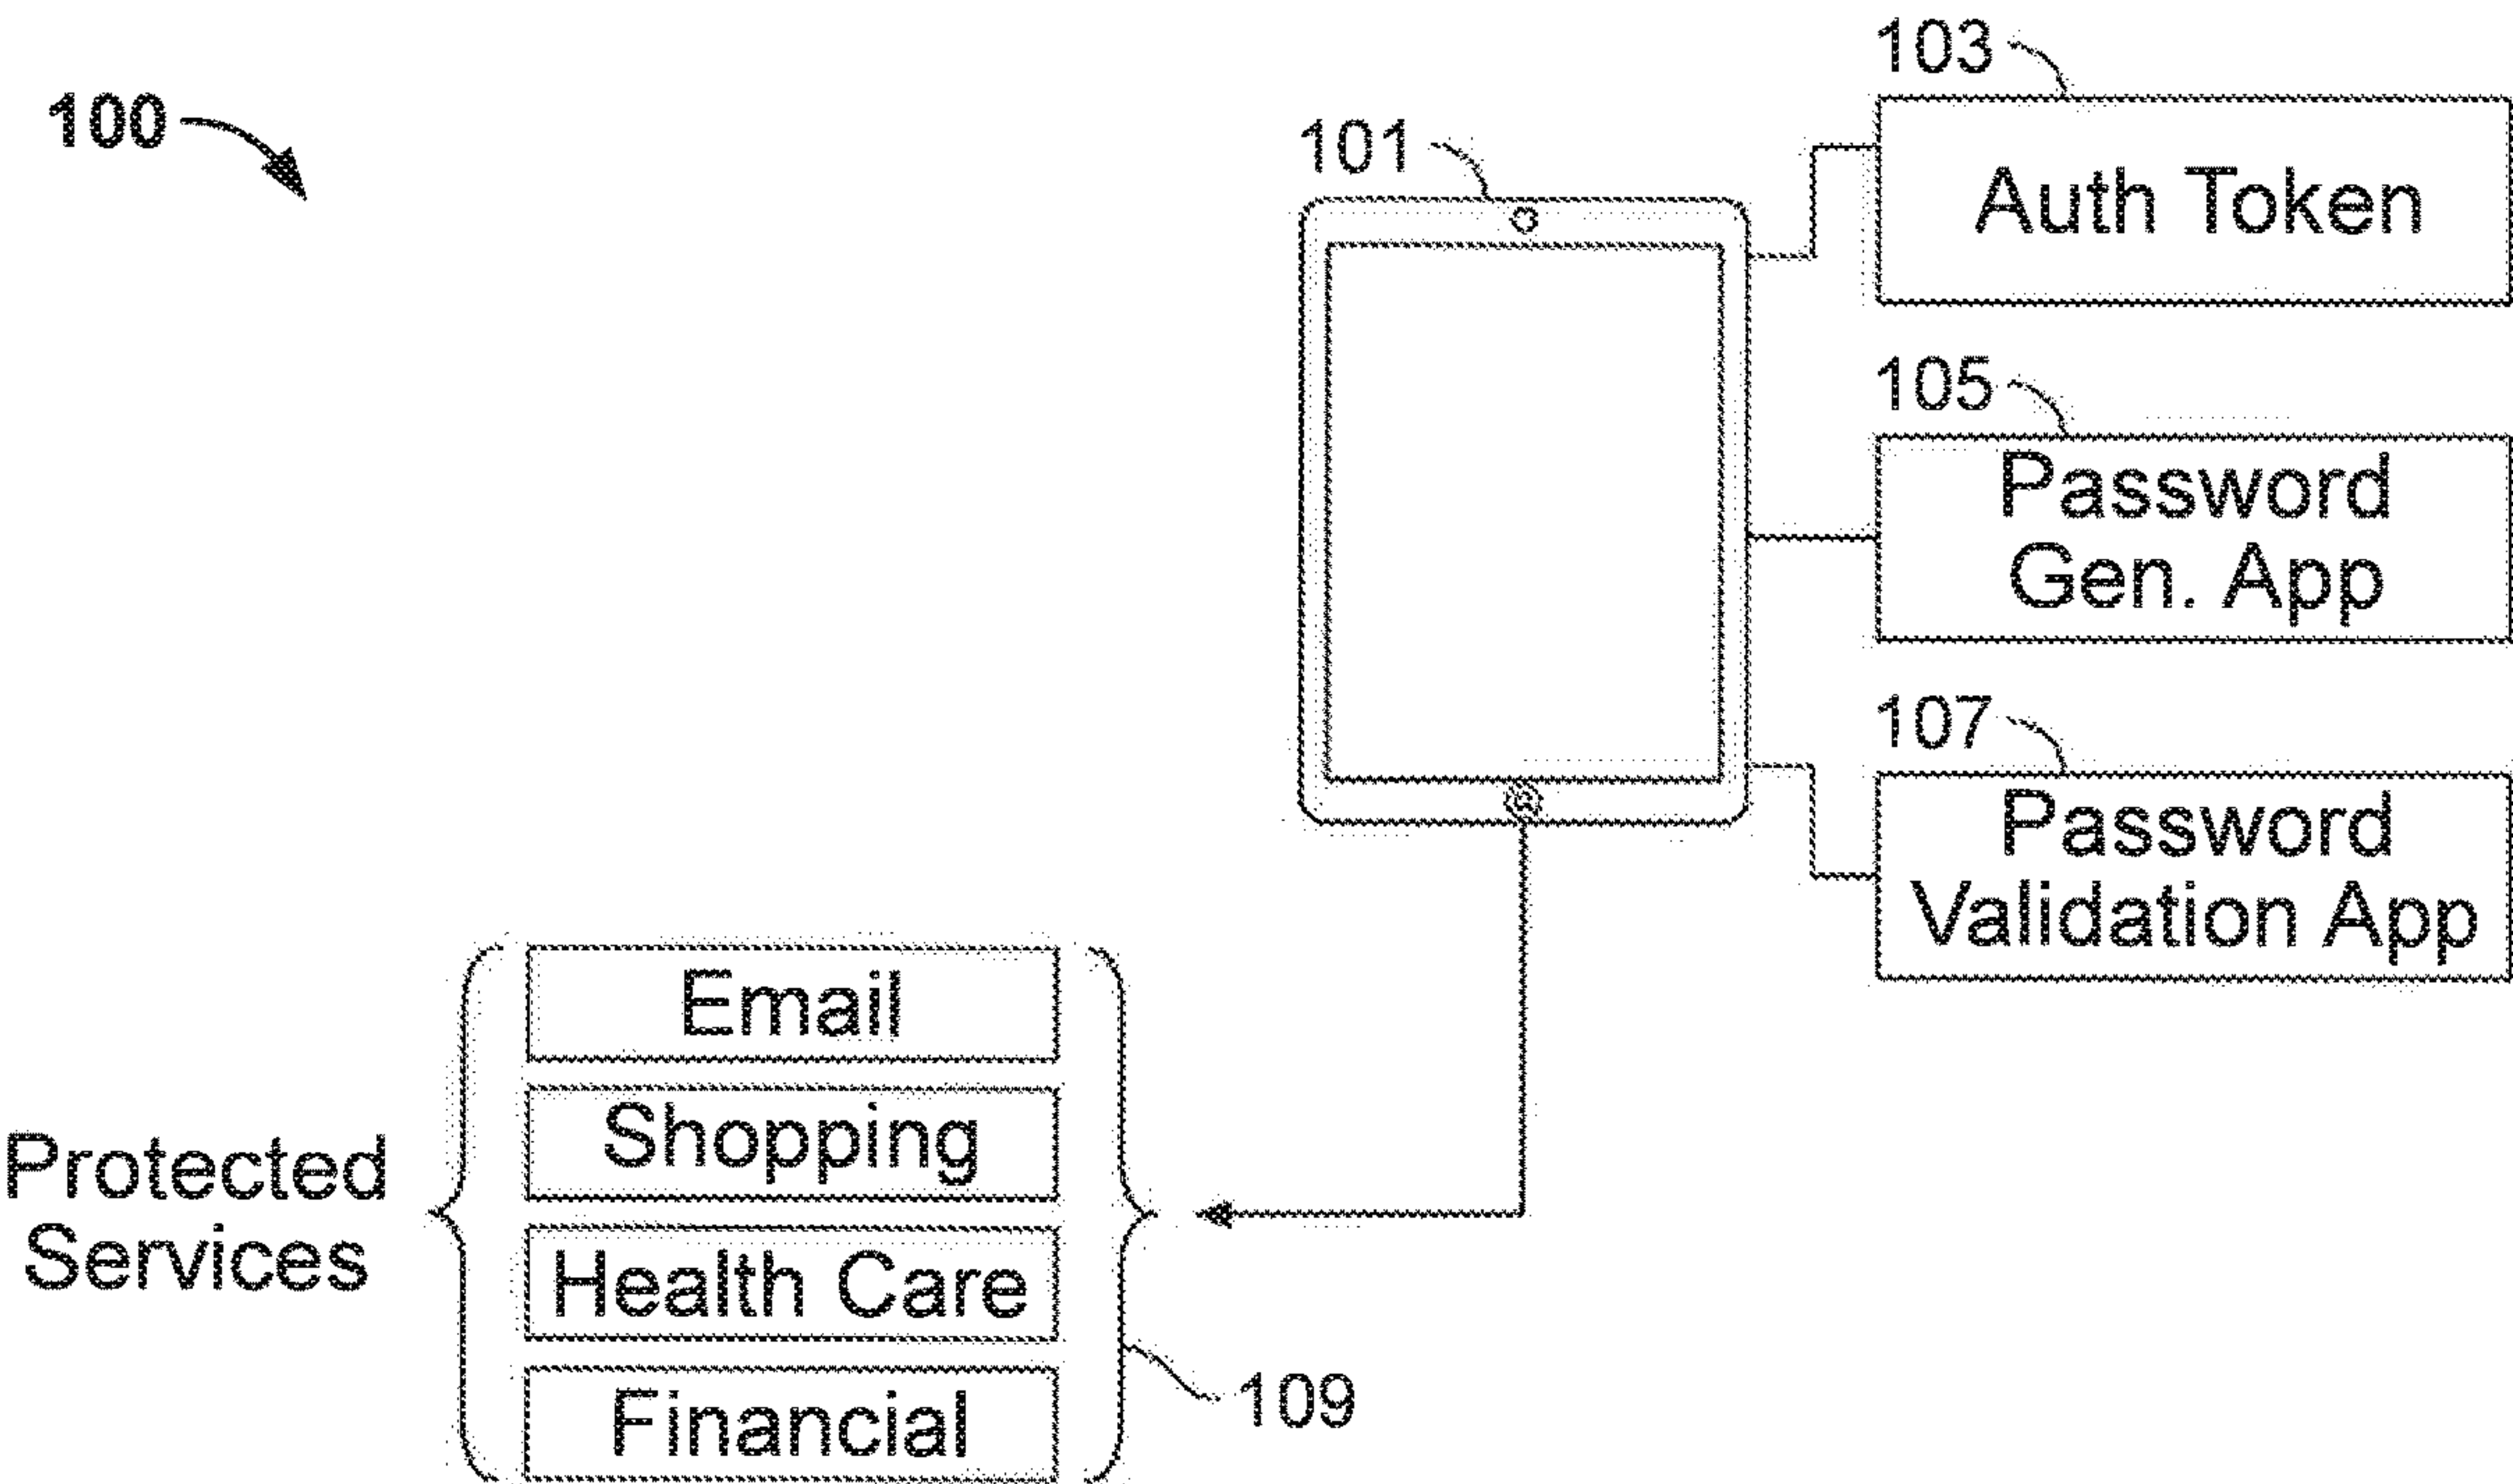 100
101
103
Auth Token
105
Password
Gen. App
107
Password
Validation App
Protected
Services
Email
Shopping
Health Care
Financial
109